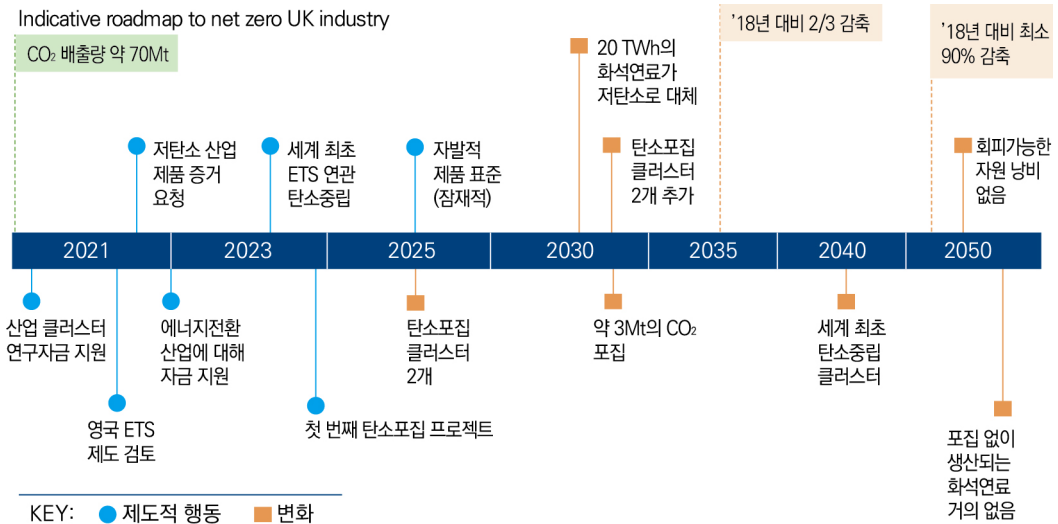 Indicative roadmap to net zero UK industry
CO₂ 배출량 약 70Mt
’18년 대비 2/3 감축
’18년 대비 최소
90% 감축
20 TWh의
화석연료가
저탄소로 대체
저탄소 산업
제품 증거
요청
세계 최초
ETS 연관
탄소중립
자발적
제품 표준
(잠재적)
탄소포집
클러스터
2개 추가
회피가능한
자원 낭비
없음
2021
2023
2025
2030
2035
2040
2050
산업 클러스터
연구자금 지원
에너지전환
산업에 대해
자금 지원
탄소포집
클러스터
2개
약 3Mt의 CO₂
포집
세계 최초
탄소중립
클러스터
영국 ETS
제도 검토
첫 번째 탄소포집 프로젝트
포집 없이
생산되는
화석연료
거의 없음
KEY: 제도적 행동 변화